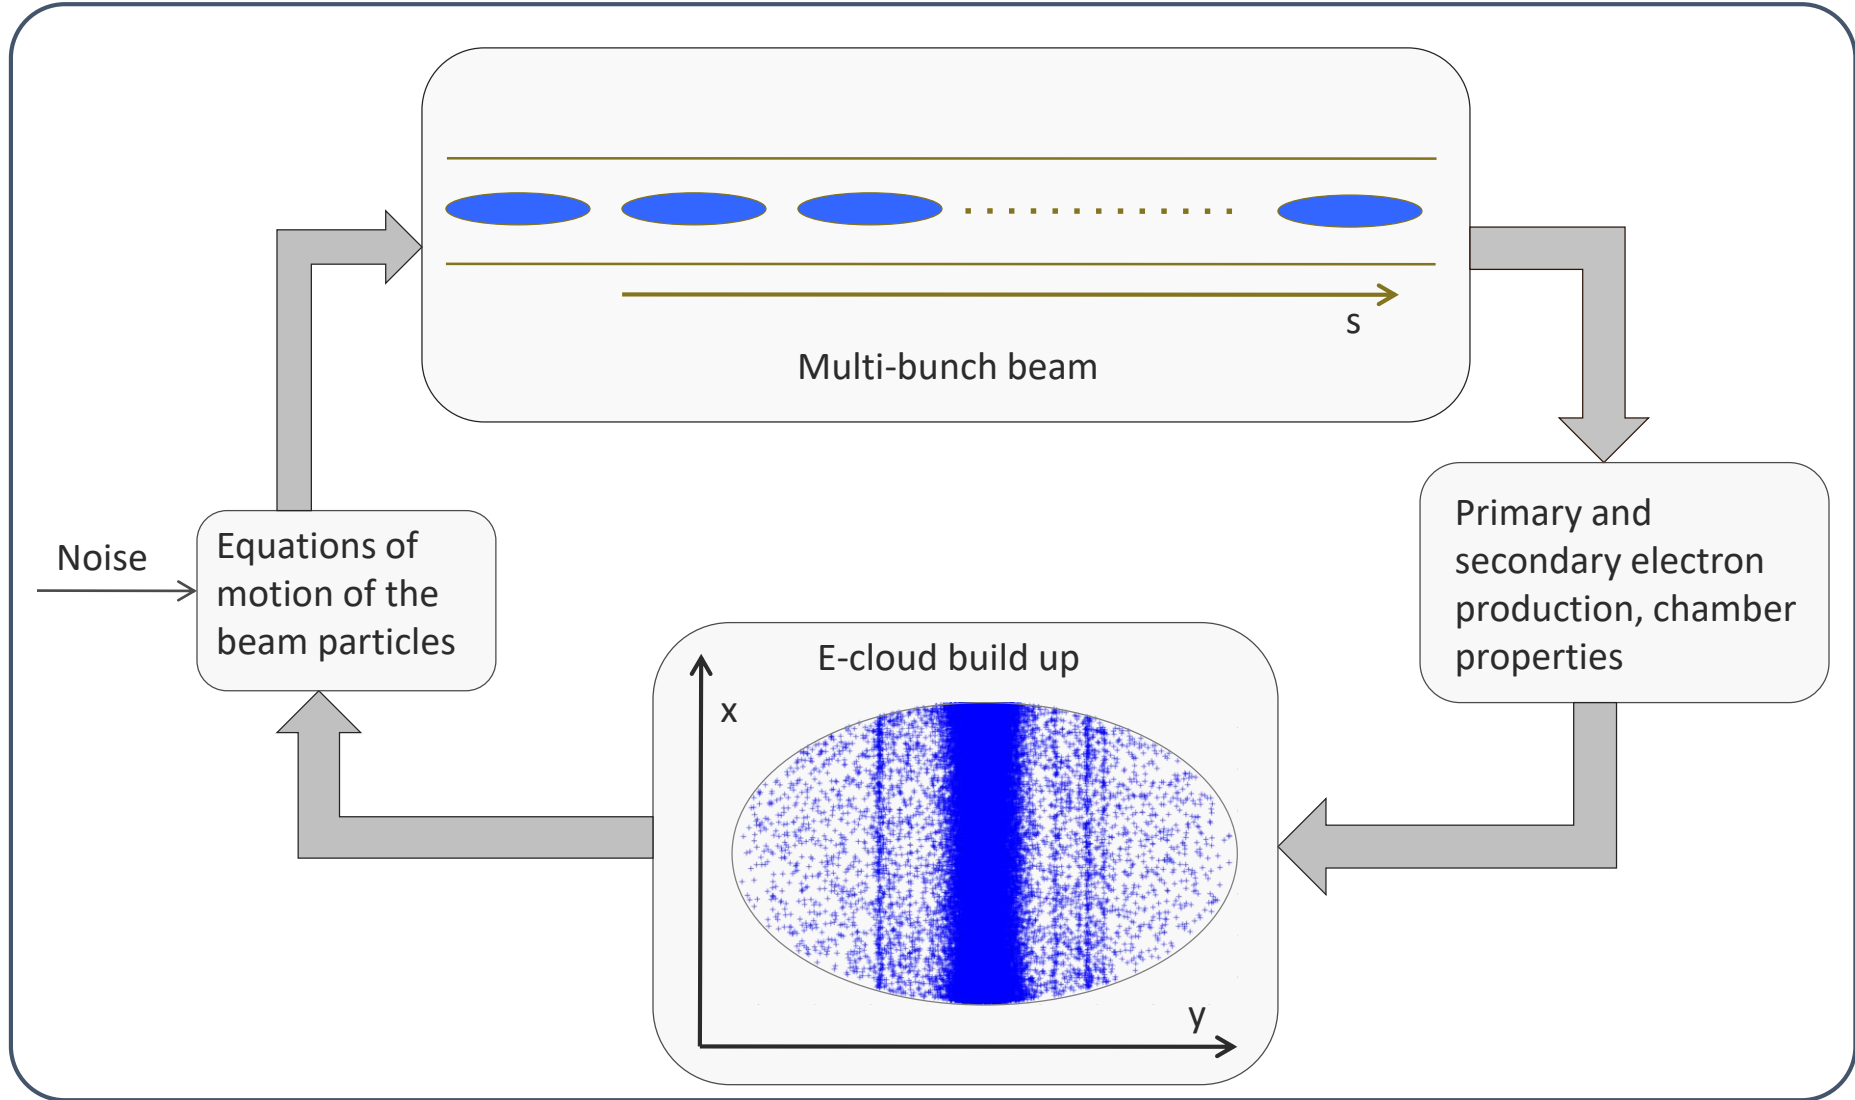 s
Multi-bunch beam
Noise
Equations of
motion of the
beam particles
Primary and
secondary electron
production, chamber
properties
E-cloud build up
x
y